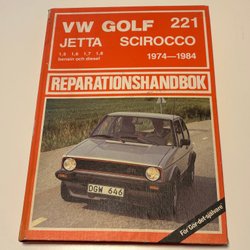 VW GOLF 221
JETTA SCIROCCO
1,5 1,6 1,7 1,8 1974—1984
bensin och diesel
REPARATIONSHANDBOK
DGW 646
För Gör-det-självare